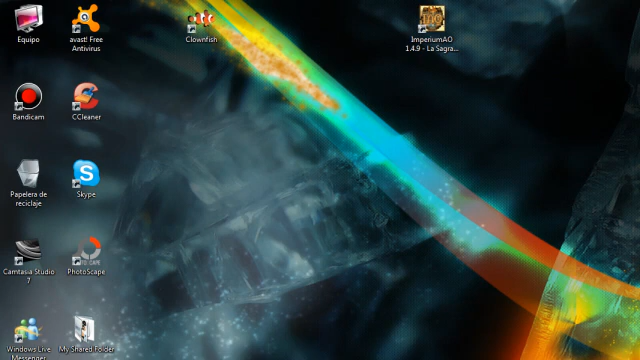 Equipo
avast! Free
Antivirus
Clownfish
ImperiumAO
1.4.9 - La Sagra...
Bandicam
CCleaner
Papelera de
reciclaje
Skype
Camtasia Studio
7
PhotoScape
Windows Live
Messenger
My Shared Folder